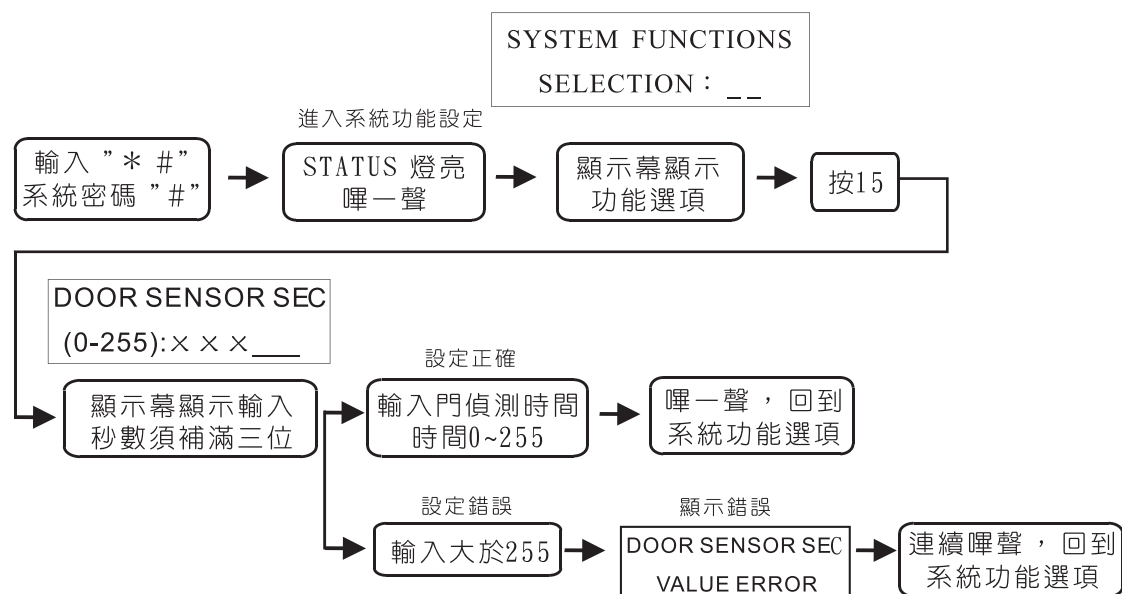 SYSTEM FUNCTIONS
SELECTION： _ _
進入系統功能設定
輸入 ”＊ #”
系統密碼 ”#”
STATUS 燈亮
嗶一聲
顯示幕顯示
功能選項
按15
DOOR SENSOR SEC
(0-255):×××___
顯示幕顯示輸入
秒數須補滿三位
設定正確
輸入門偵測時間
時間0~255
嗶一聲，回到
系統功能選項
設定錯誤
輸入大於255
顯示錯誤
DOOR SENSOR SEC
VALUE ERROR
連續嗶聲，回到
系統功能選項